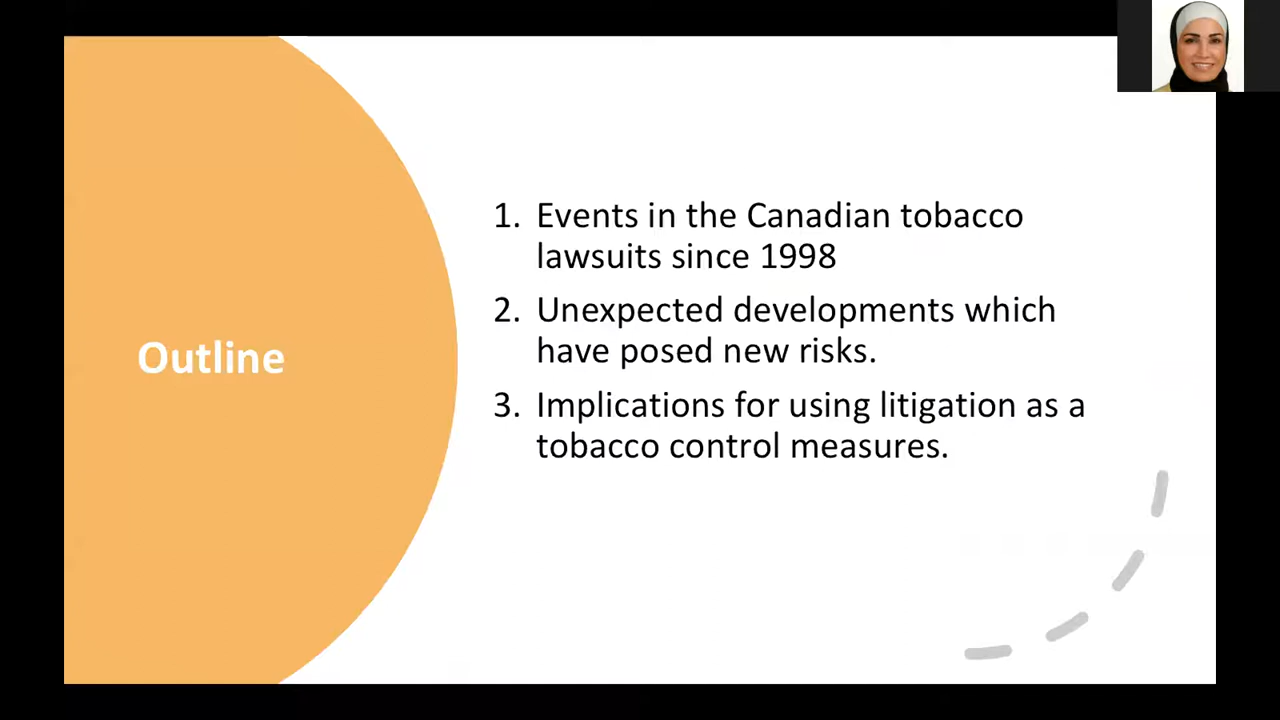 Outline
1. Events in the Canadian tobacco
lawsuits since 1998
2. Unexpected developments which
have posed new risks.
3. Implications for using litigation as a
tobacco control measures.